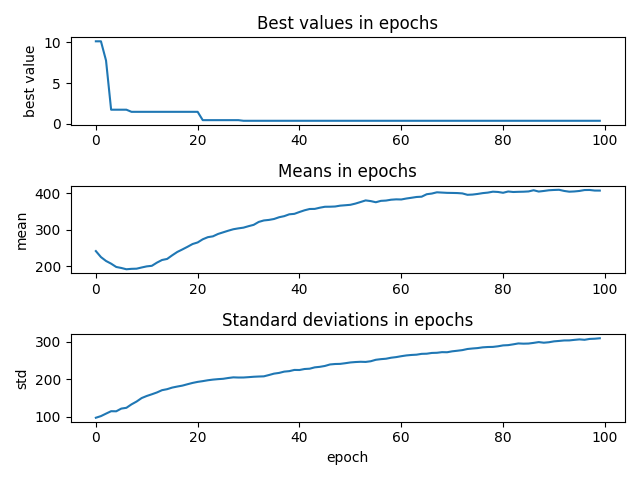 Best values in epochs
best value
10
5
0
0 20 40 60 80 100
Means in epochs
mean
400
300
200
0 20 40 60 80 100
Standard deviations in epochs
std
300
200
100
0 20 40 60 80 100
epoch